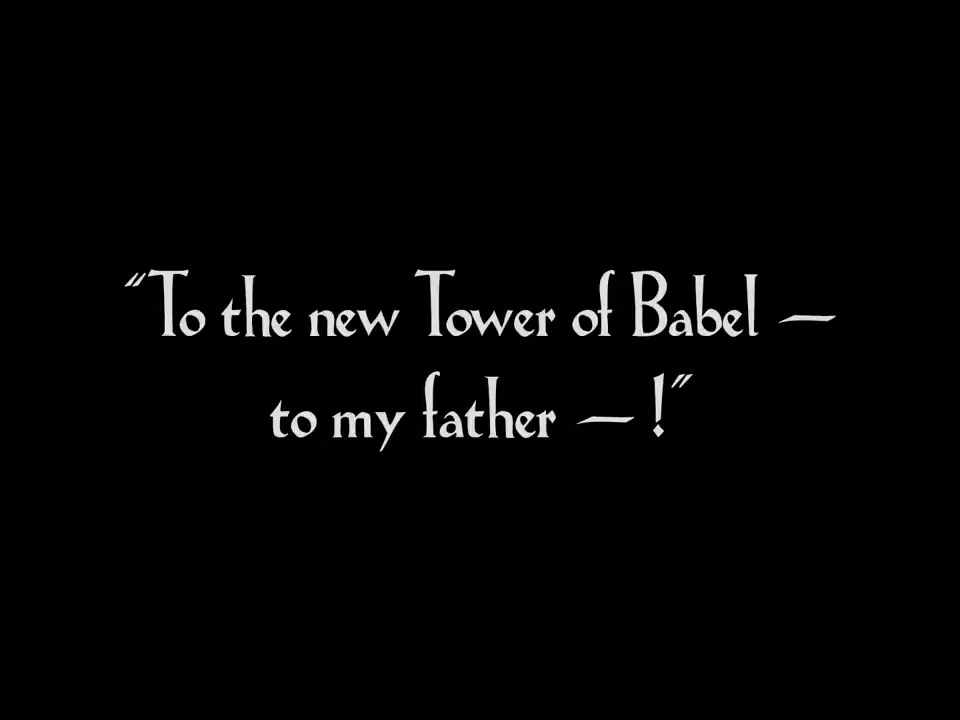 “To the new Tower of Babel —
to my father — !”